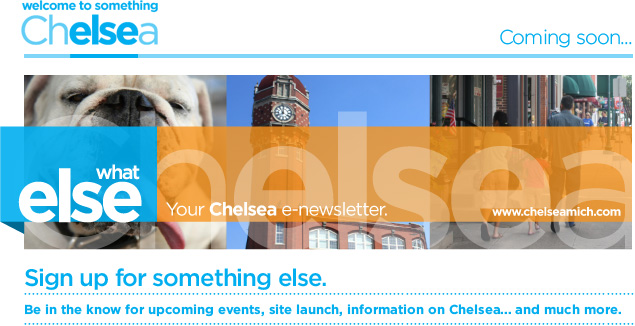 welcome to something
Chelsea
Coming soon...
Chelsea
what
else
Your Chelsea e-newsletter.
www.chelseamich.com
Sign up for something else.
Be in the know for upcoming events, site launch, information on Chelsea... and much more.